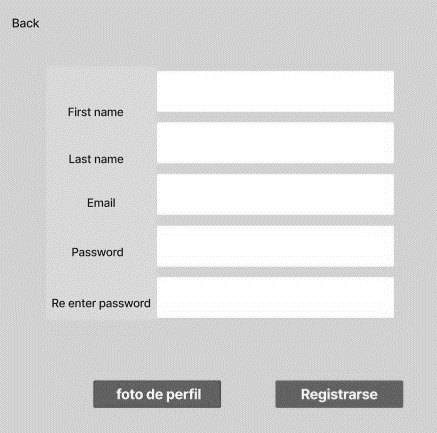 Back
First name
Last name
Email
Password
Re enter password
foto de perfil
Registrarse